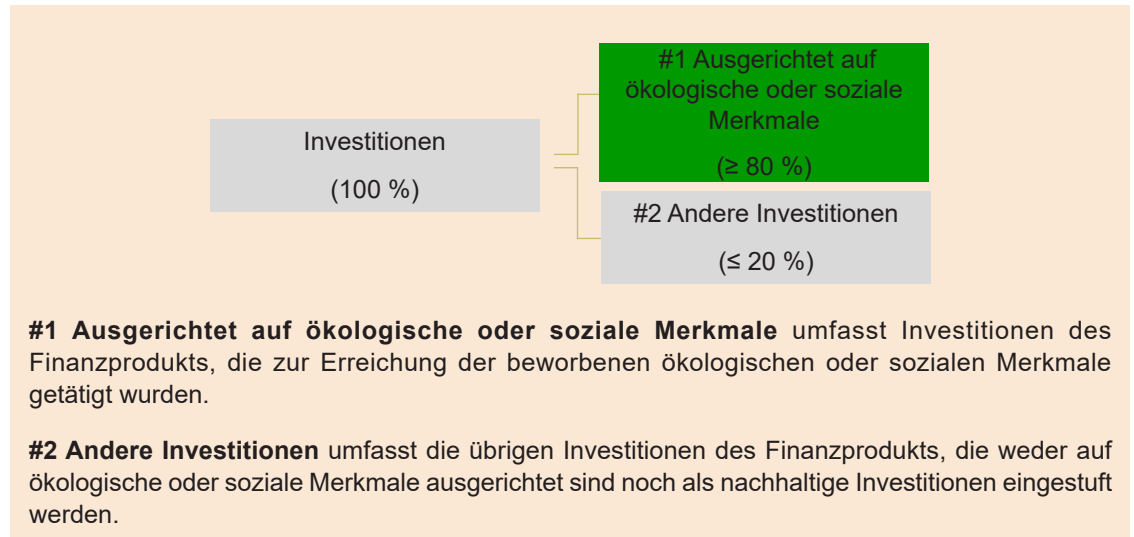 #1 Ausgerichtet auf
ökologische oder soziale
Merkmale
(≥ 80 %)
Investitionen
(100 %)
#2 Andere Investitionen
(≤ 20 %)
#1 Ausgerichtet auf ökologische oder soziale Merkmale umfasst Investitionen des
Finanzprodukts, die zur Erreichung der beworbenen ökologischen oder sozialen Merkmale
getätigt wurden.
#2 Andere Investitionen umfasst die übrigen Investitionen des Finanzprodukts, die weder auf
ökologische oder soziale Merkmale ausgerichtet sind noch als nachhaltige Investitionen eingestuft
werden.